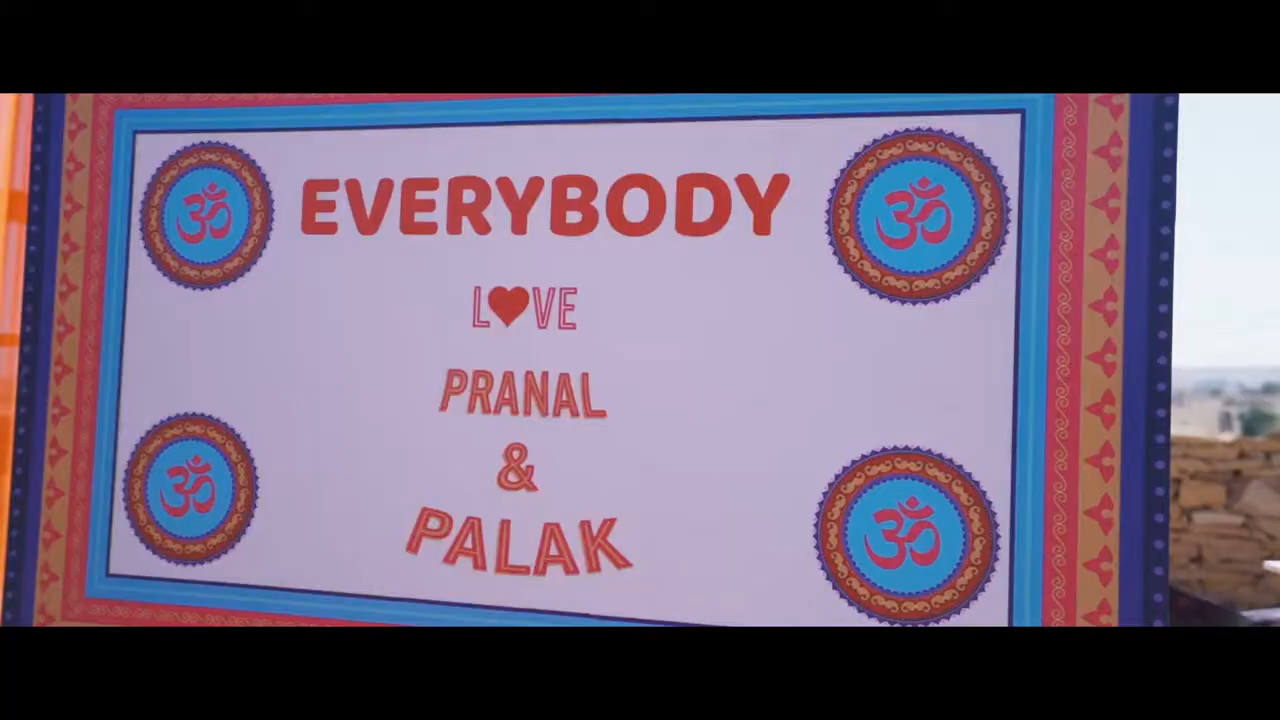 ॐ ॐ
EVERYBODY
L❤VE
PRANAL
&
PALAK
ॐ ॐ